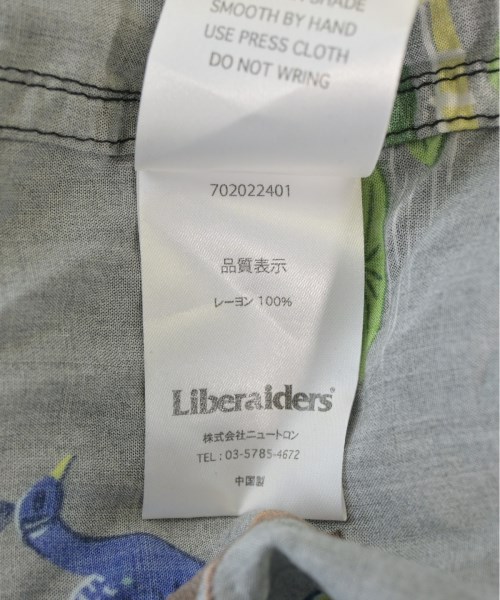 SHADE
SMOOTH BY HAND
USE PRESS CLOTH
DO NOT WRING
702022401
品質表示
レーヨン 100%
Liberaiders
株式会社ニュートロン
TEL : 03-5785-4672
中国製